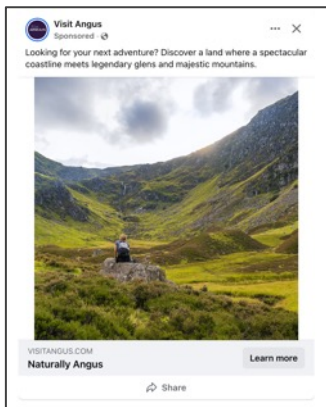 Visit Angus
Sponsored ·
Looking for your next adventure? Discover a land where a spectacular
coastline meets legendary glens and majestic mountains.
VISITANGUS.COM
Naturally Angus
Learn more
Share